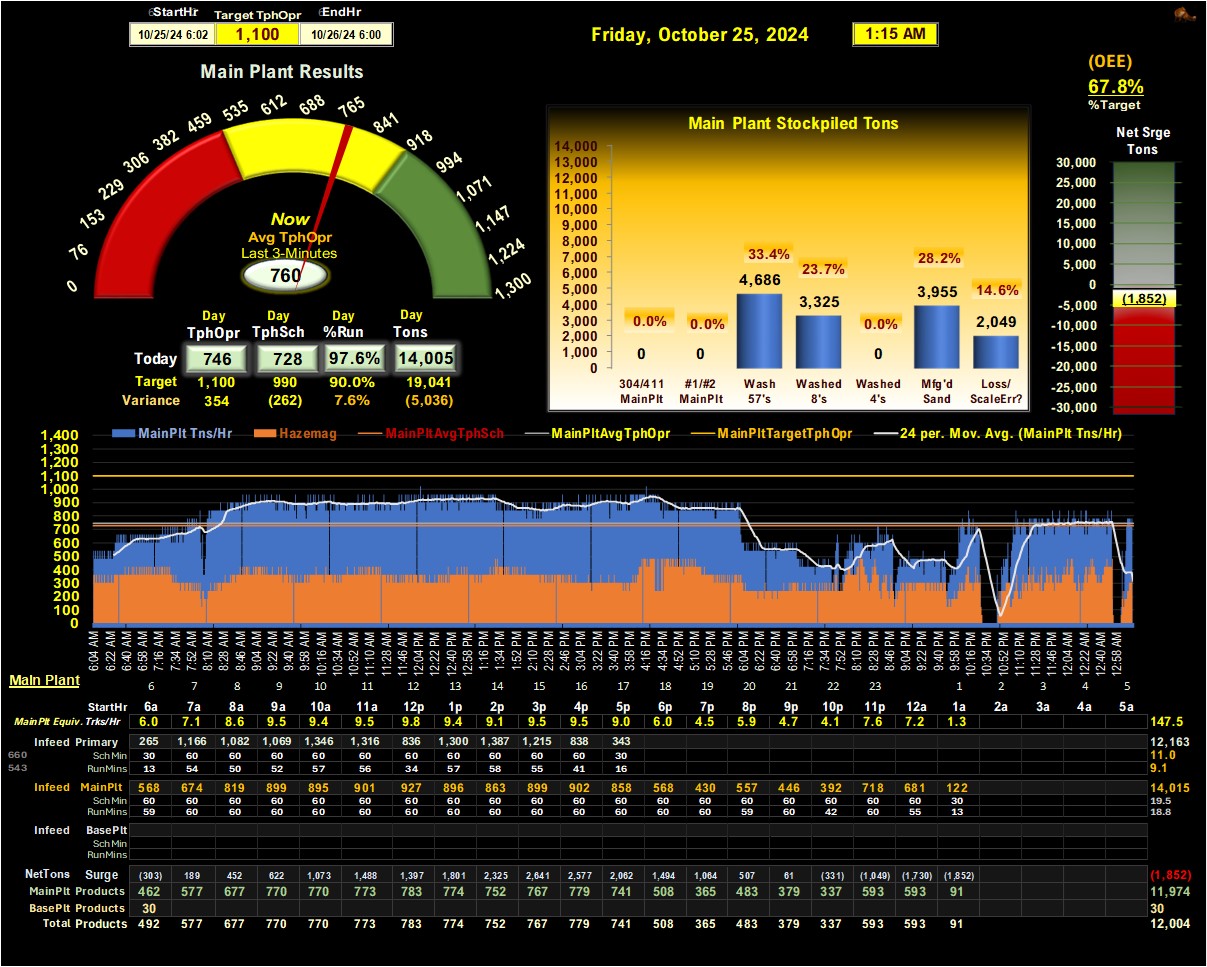 StartHr Target TphOpr EndHr
10/25/24 6:02 1,100 10/26/24 6:00
Friday, October 25, 2024 1:15 AM
(OEE)
67.8%
%Target
Main Plant Results
0 76 153 229 306 382 459 535 612 688 765 841 918 994 1,071 1,147 1,224 1,300
Now
Avg TphOpr
Last 3-Minutes
760
Day Day Day Day
TphOpr TphSch %Run Tons
Today 746 728 97.6% 14,005
Target 1,100 990 90.0% 19,041
Variance 354 (262) 7.6% (5,036)
Main Plant Stockpiled Tons
14,000
13,000
12,000
11,000
10,000
9,000
8,000
7,000
6,000
5,000
4,000
3,000
2,000
1,000
0
0.0% 0.0% 33.4% 23.7% 0.0% 28.2% 14.6%
0 0 4,686 3,325 0 3,955 2,049
304/411 #1/#2 Wash Washed Washed Mfg'd Loss/
MainPlt MainPlt 57's 8's 4's Sand ScaleErr?
Net Srge
Tons
30,000
25,000
20,000
15,000
10,000
5,000
0
-5,000
-10,000
-15,000
-20,000
-25,000
-30,000
(1,852)
MainPlt Tns/Hr Hazemag MainPltAvgTphSch MainPltAvgTphOpr MainPltTargetTphOpr 24 per. Mov. Avg. (MainPlt Tns/Hr)
1,400
1,300
1,200
1,100
1,000
900
800
700
600
500
400
300
200
100
0
6:04 AM 6:22 AM 6:40 AM 6:58 AM 7:16 AM 7:34 AM 7:52 AM 8:10 AM 8:28 AM 8:46 AM 9:04 AM 9:22 AM 9:40 AM 9:58 AM 10:16 AM 10:34 AM 10:52 AM 11:10 AM 11:28 AM 11:46 AM 12:04 PM 12:22 PM 12:40 PM 12:58 PM 1:16 PM 1:34 PM 1:52 PM 2:10 PM 2:28 PM 2:46 PM 3:04 PM 3:22 PM 3:40 PM 3:58 PM 4:16 PM 4:34 PM 4:52 PM 5:10 PM 5:28 PM 5:46 PM 6:04 PM 6:22 PM 6:40 PM 6:58 PM 7:16 PM 7:34 PM 7:52 PM 8:10 PM 8:28 PM 8:46 PM 9:04 PM 9:22 PM 9:40 PM 9:58 PM 10:16 PM 10:34 PM 10:52 PM 11:10 PM 11:28 PM 11:46 PM 12:04 AM 12:22 AM 12:40 AM 12:58 AM
Main Plant
6 7 8 9 10 11 12 13 14 15 16 17 18 19 20 21 22 23 1 2 3 4 5
StartHr 6a 7a 8a 9a 10a 11a 12p 1p 2p 3p 4p 5p 6p 7p 8p 9p 10p 11p 12a 1a 2a 3a 4a 5a
MainPlt Equiv. Trks/Hr 6.0 7.1 8.6 9.5 9.4 9.5 9.8 9.4 9.1 9.5 9.5 9.0 6.0 4.5 5.9 4.7 4.1 7.6 7.2 1.3 147.5
Infeed Primary 265 1,166 1,082 1,069 1,346 1,316 836 1,300 1,387 1,215 838 343 12,163
660 Sch Min 30 60 60 60 60 60 60 60 60 60 60 30 11.0
543 RunMins 13 54 50 52 57 56 34 57 58 55 41 16 9.1
Infeed MainPlt 568 674 819 899 895 901 927 896 863 899 902 858 568 430 557 446 392 718 681 122 14,015
Sch Min 60 60 60 60 60 60 60 60 60 60 60 60 60 60 60 60 60 60 60 30 19.5
RunMins 59 60 60 60 60 60 60 60 60 60 60 60 60 60 59 60 42 60 55 13 18.8
Infeed BasePlt
Sch Min
RunMins
NetTons Surge (303) 189 452 622 1,073 1,488 1,397 1,801 2,325 2,641 2,577 2,062 1,494 1,064 507 61 (331) (1,049) (1,730) (1,852) (1,852)
MainPlt Products 462 577 677 770 770 773 783 774 752 767 779 741 508 365 483 379 337 593 593 91 11,974
BasePlt Products 30 30
Total Products 492 577 677 770 770 773 783 774 752 767 779 741 508 365 483 379 337 593 593 91 12,004